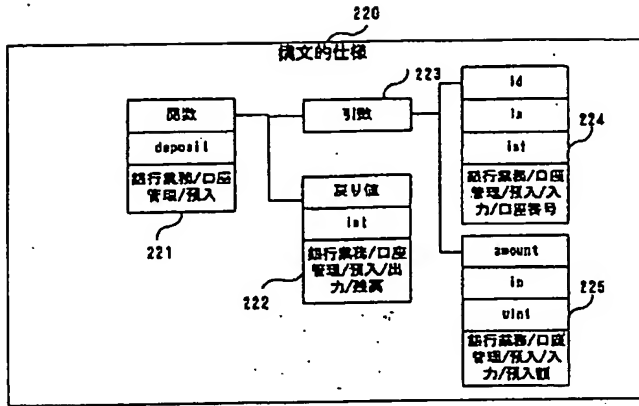 220
構文的仕様
関数
deposit
銀行業務/口座
管理/預入
221
引数
223
戻り値
int
銀行業務/口座
管理/預入/出
力/残高
222
id
in
int
銀行業務/口座
管理/預入/入
力/口座番号
224
amount
in
uint
銀行業務/口座
管理/預入/入
力/預入額
225